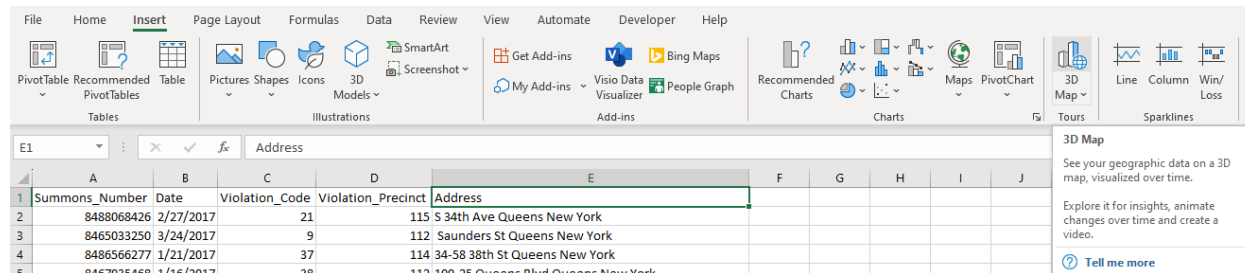 File Home Insert Page Layout Formulas Data Review View Automate Developer Help
PivotTable Recommended PivotTables Table
Pictures Shapes Icons 3D Models SmartArt Screenshot
Get Add-ins My Add-ins Visio Data Visualizer Bing Maps People Graph
Recommended Charts Maps PivotChart 3D Map Line Column Win/Loss
Tables Illustrations Add-ins Charts Tours Sparklines
E1 fx Address
3D Map
See your geographic data on a 3D
map, visualized over time.
Explore it for insights, animate
changes over time and create a
video.
Tell me more
A B C D E F G H I J
1 Summons_Number Date Violation_Code Violation_Precinct Address
2 8488068426 2/27/2017 21 115 S 34th Ave Queens New York
3 8465033250 3/24/2017 9 112 Saunders St Queens New York
4 8486566277 1/21/2017 37 114 34-58 38th St Queens New York